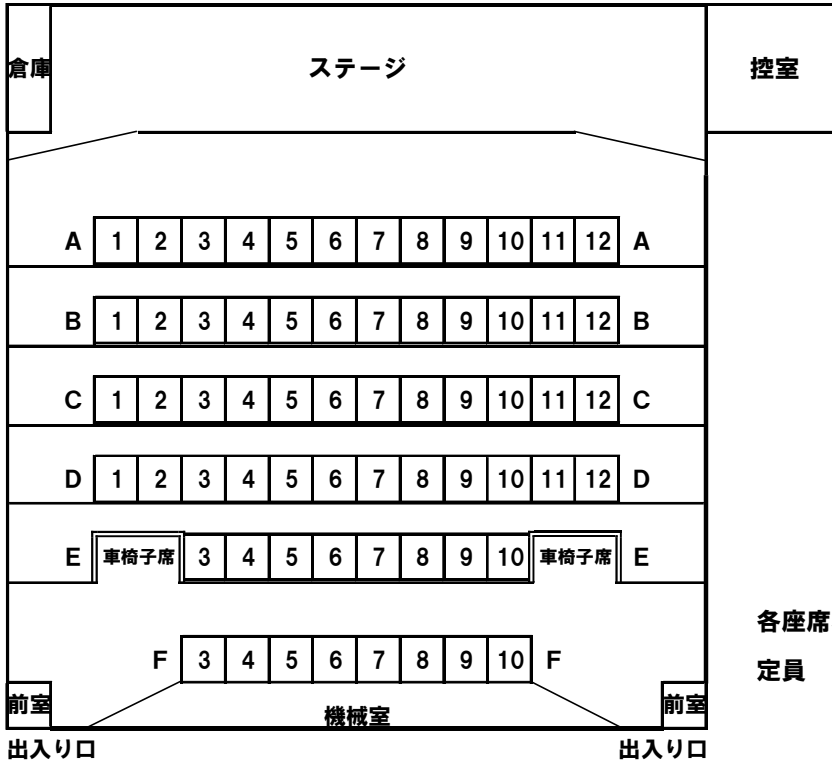 倉庫 ステージ 控室
A 1 2 3 4 5 6 7 8 9 10 11 12 A
B 1 2 3 4 5 6 7 8 9 10 11 12 B
C 1 2 3 4 5 6 7 8 9 10 11 12 C
D 1 2 3 4 5 6 7 8 9 10 11 12 D
E 車椅子席 3 4 5 6 7 8 9 10 車椅子席 E
各座席
F 3 4 5 6 7 8 9 10 F
定員
前室 機械室 前室
出入り口 出入り口